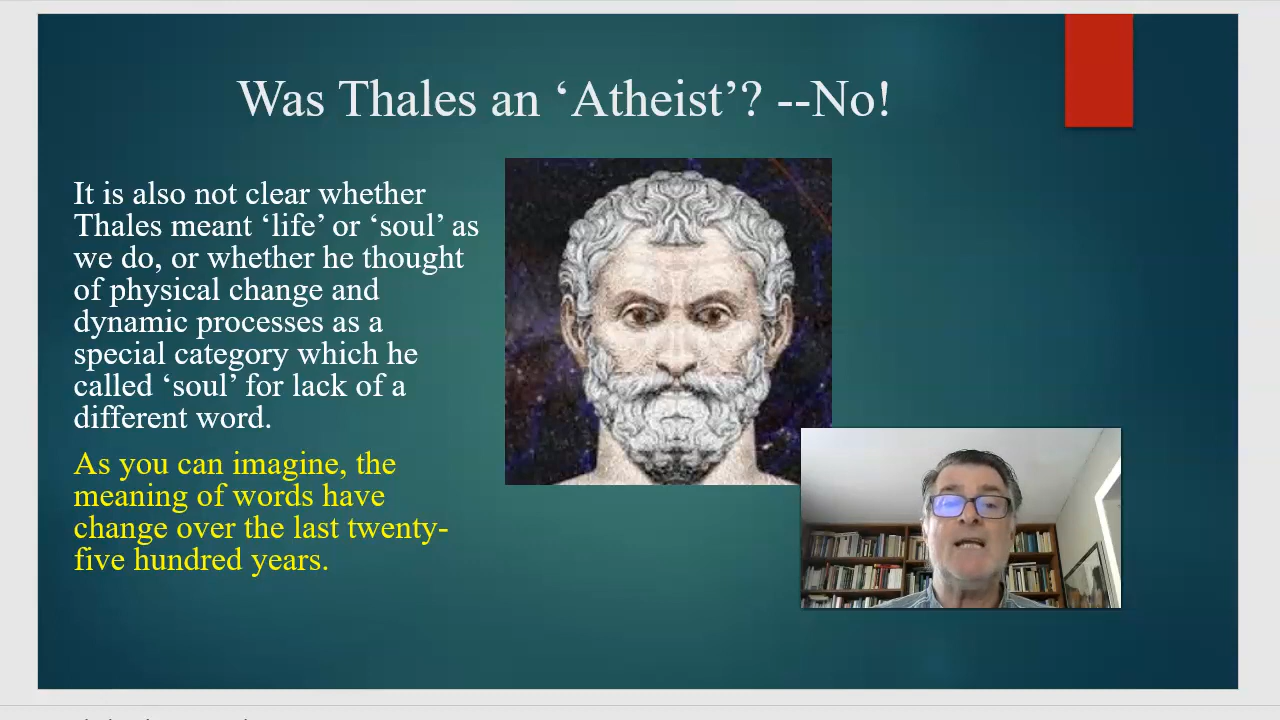 Was Thales an ‘Atheist’? --No!
It is also not clear whether
Thales meant ‘life’ or ‘soul’ as
we do, or whether he thought
of physical change and
dynamic processes as a
special category which he
called ‘soul’ for lack of a
different word.
As you can imagine, the
meaning of words have
change over the last twenty-
five hundred years.